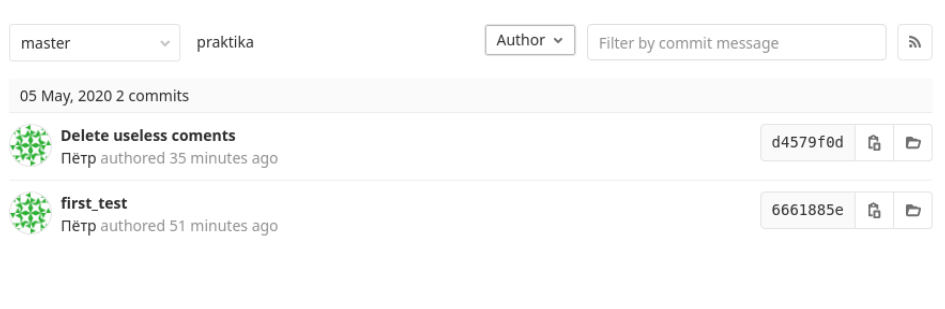 master praktika Author Filter by commit message
05 May, 2020 2 commits
Delete useless coments
Пётр authored 35 minutes ago
d4579f0d
first_test
Пётр authored 51 minutes ago
6661885e